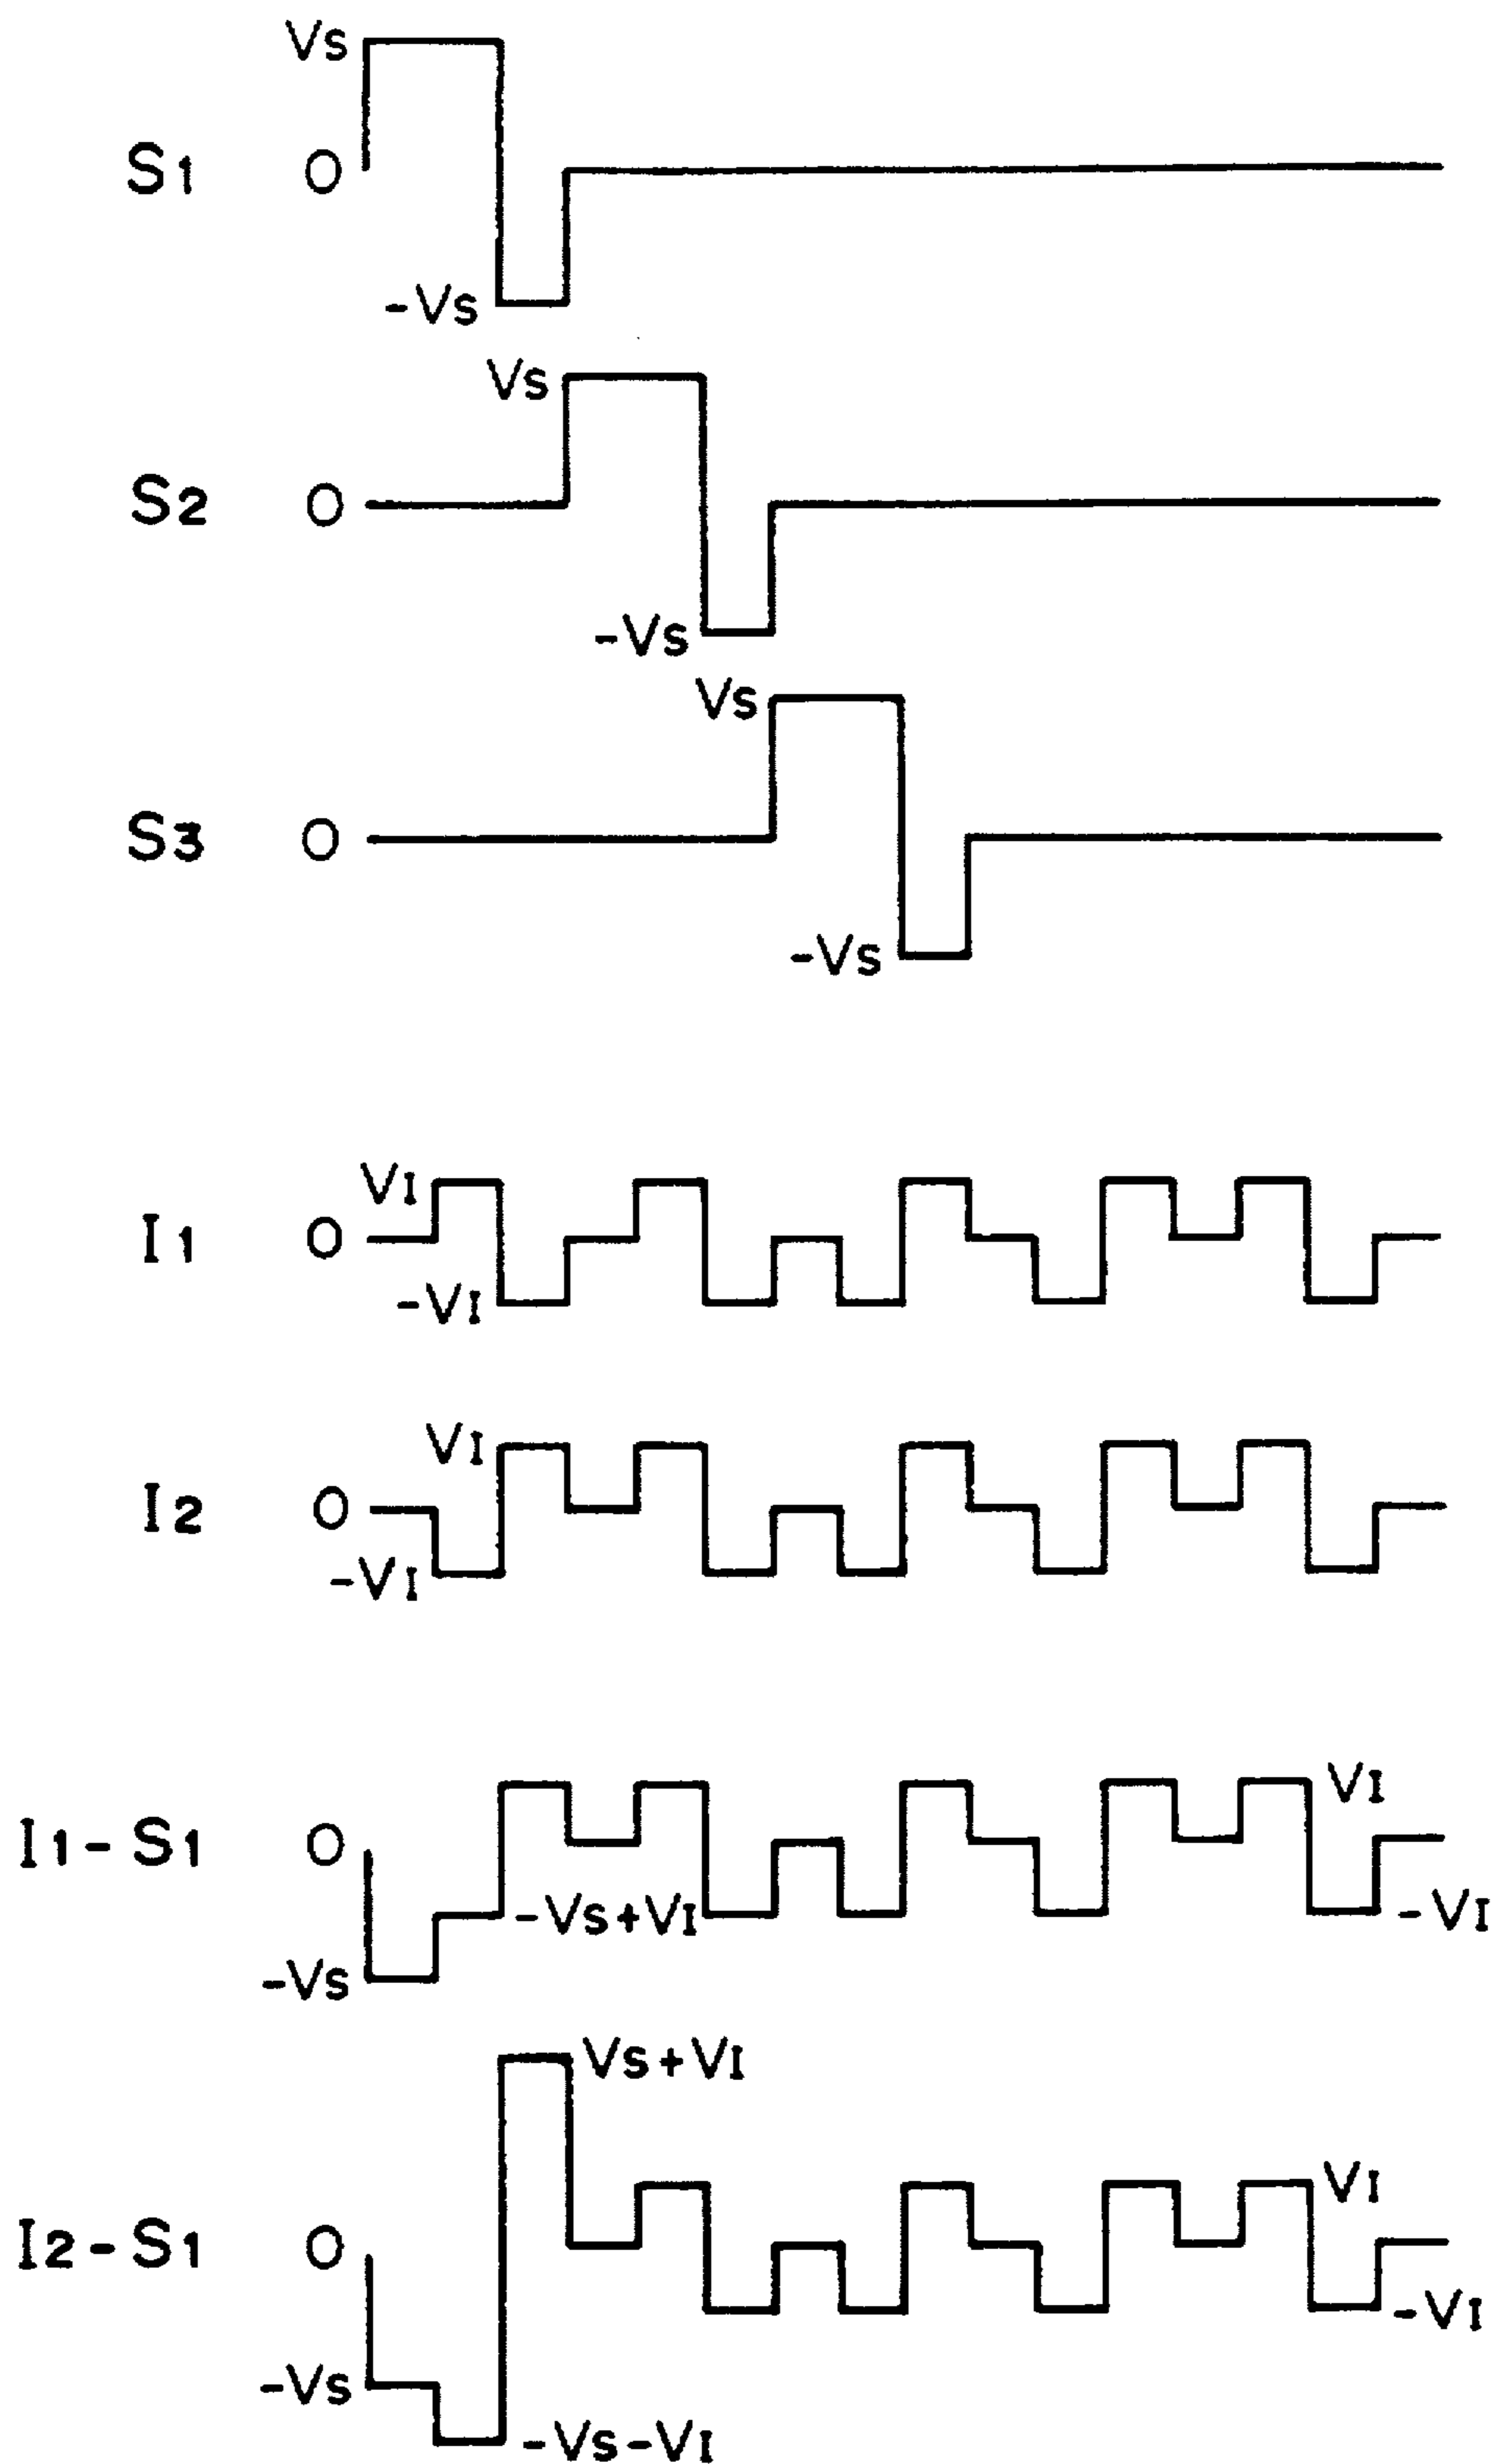 Vs
S1 0
-Vs
Vs
S2 0
-Vs
Vs
S3 0
-Vs
VI
I1 0
-VI
VI
I2 0
-VI
VI
I1-S1 0
-Vs+VI
-VI
-Vs
Vs+VI
VI
I2-S1 0
-VI
-Vs
-Vs-VI